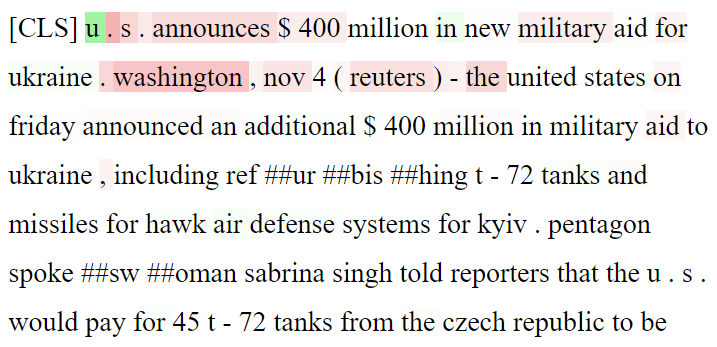 [CLS] u . s . announces $ 400 million in new military aid for
ukraine . washington , nov 4 ( reuters ) - the united states on
friday announced an additional $ 400 million in military aid to
ukraine , including ref ##ur ##bis ##hing t - 72 tanks and
missiles for hawk air defense systems for kyiv . pentagon
spoke ##sw ##oman sabrina singh told reporters that the u . s .
would pay for 45 t - 72 tanks from the czech republic to be